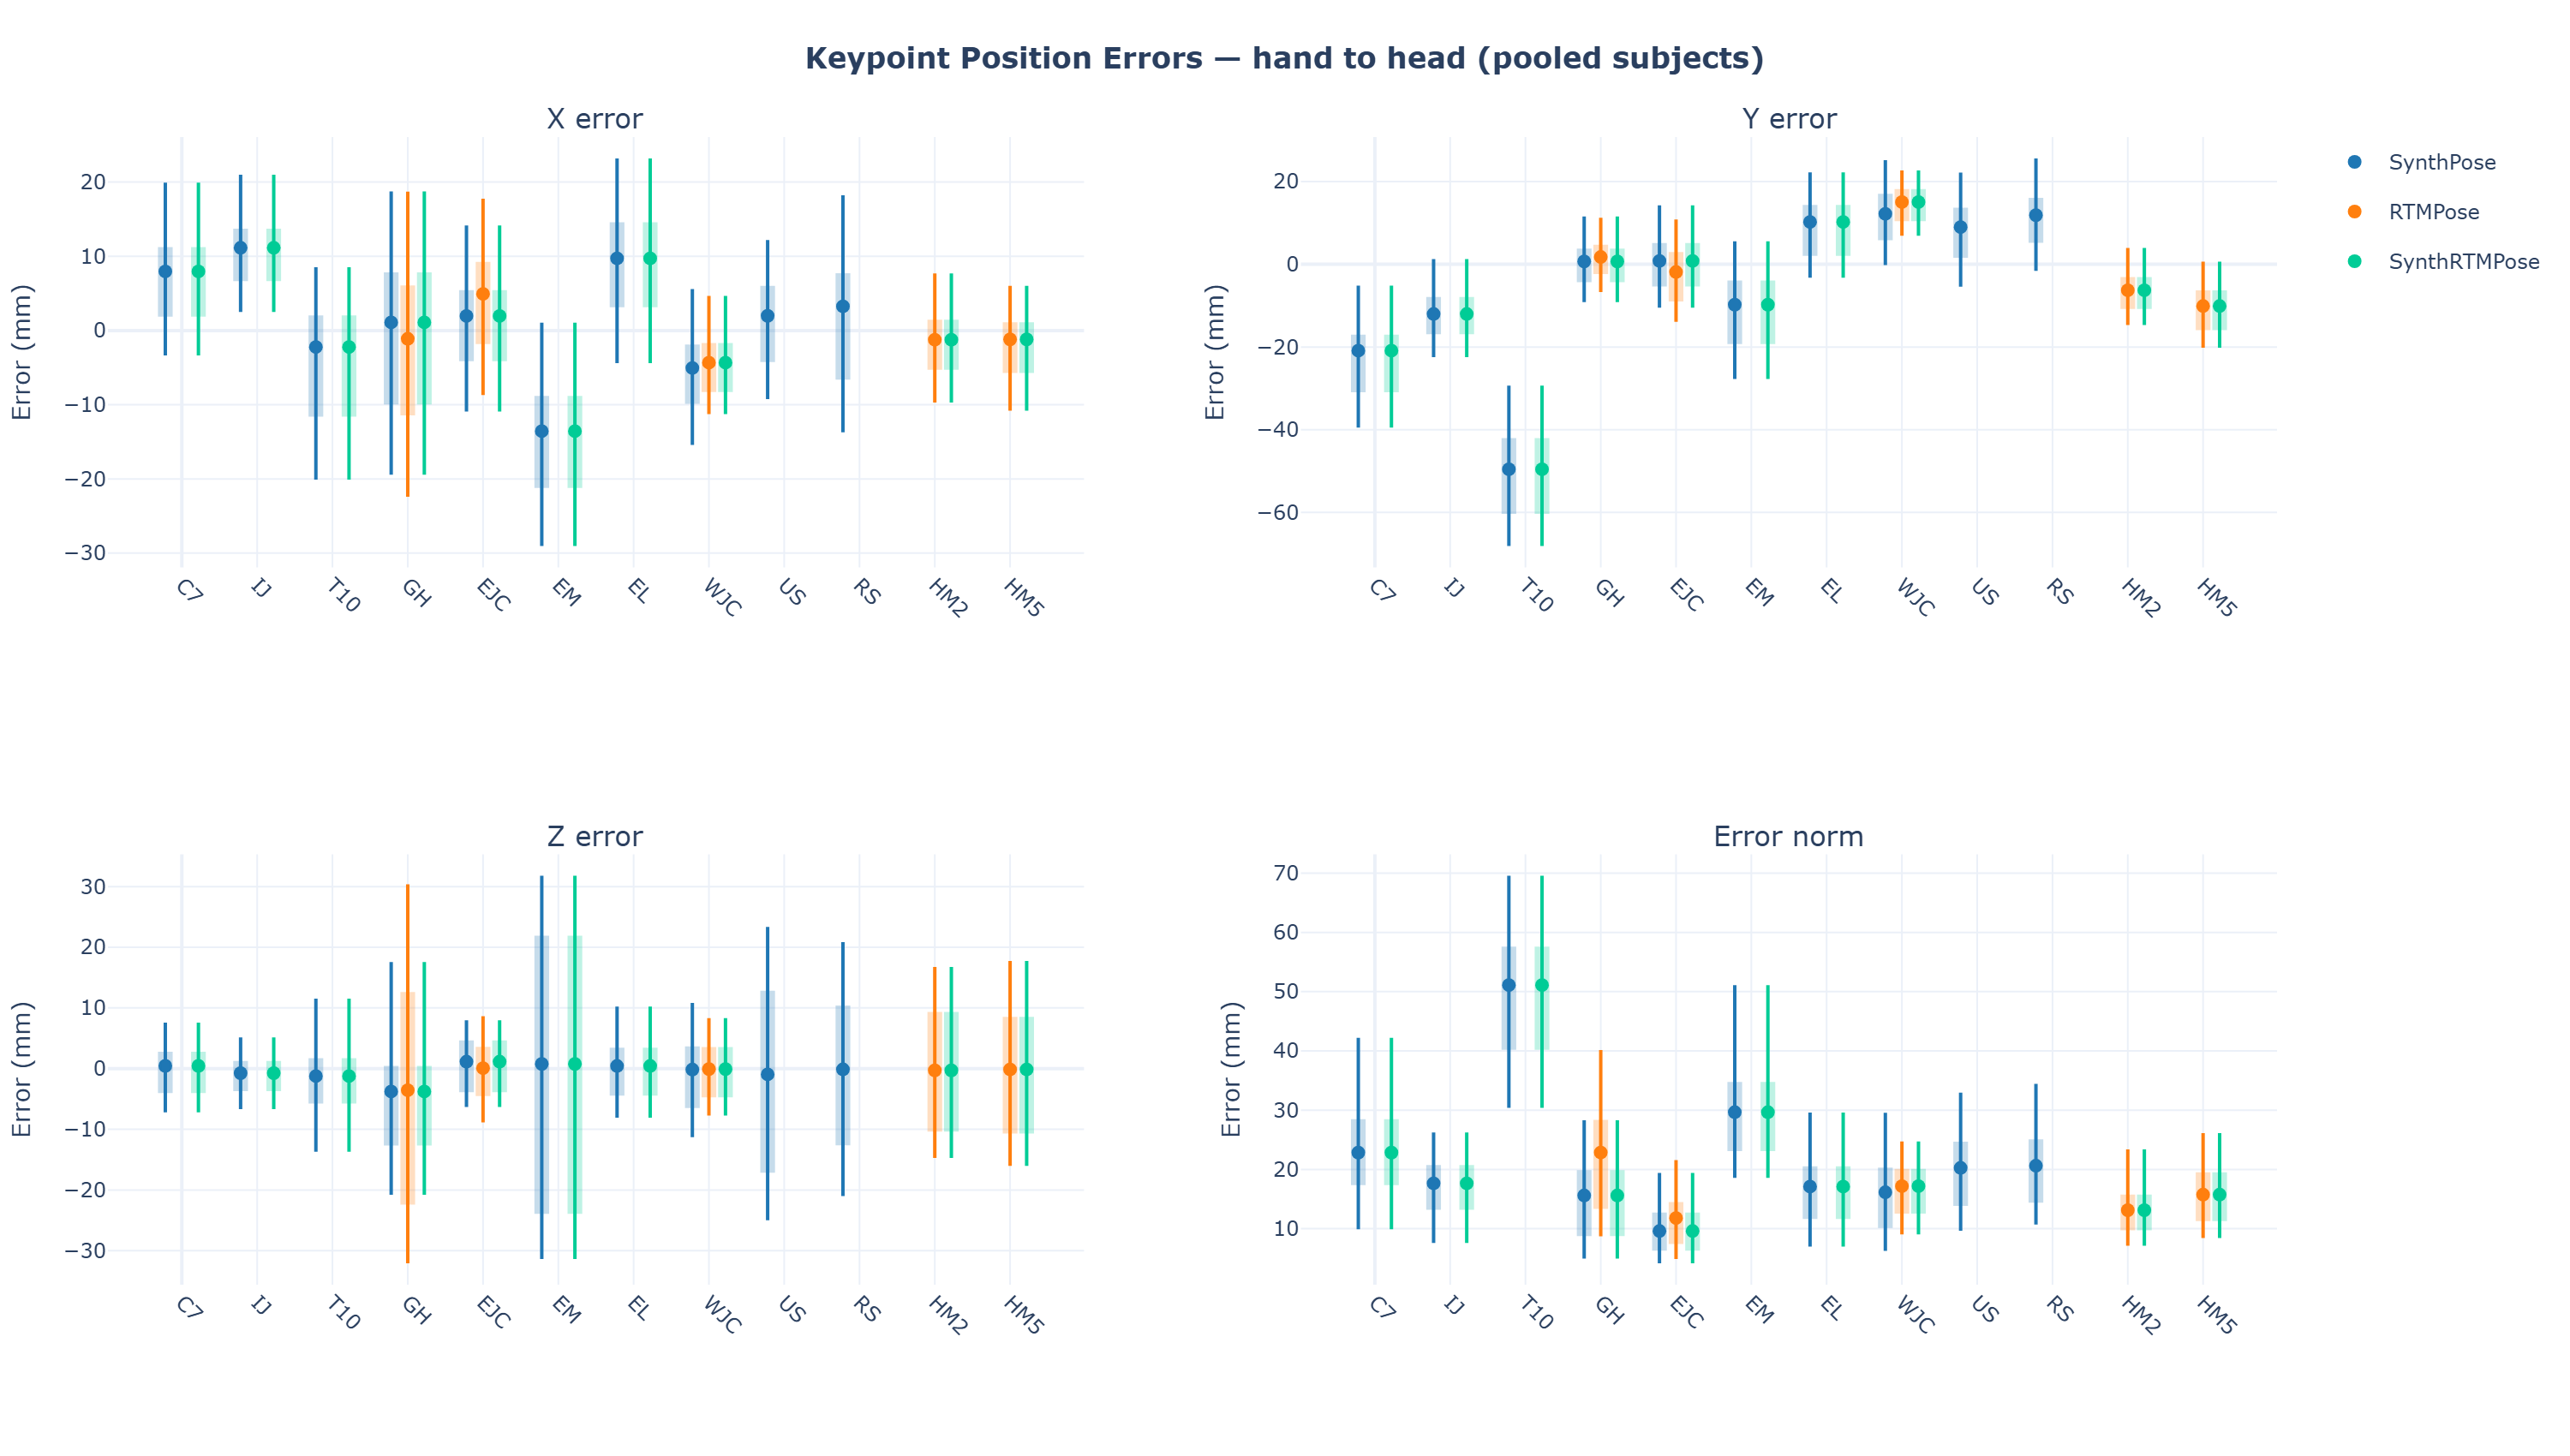 Keypoint Position Errors — hand to head (pooled subjects)
X error
Error (mm)
20
10
0
−10
−20
−30
C7 IJ T10 GH EJC EM EL WJC US RS HM2 HM5
Y error
Error (mm)
20
0
−20
−40
−60
C7 IJ T10 GH EJC EM EL WJC US RS HM2 HM5
SynthPose
RTMPose
SynthRTMPose
Z error
Error (mm)
30
20
10
0
−10
−20
−30
C7 IJ T10 GH EJC EM EL WJC US RS HM2 HM5
Error norm
Error (mm)
70
60
50
40
30
20
10
C7 IJ T10 GH EJC EM EL WJC US RS HM2 HM5